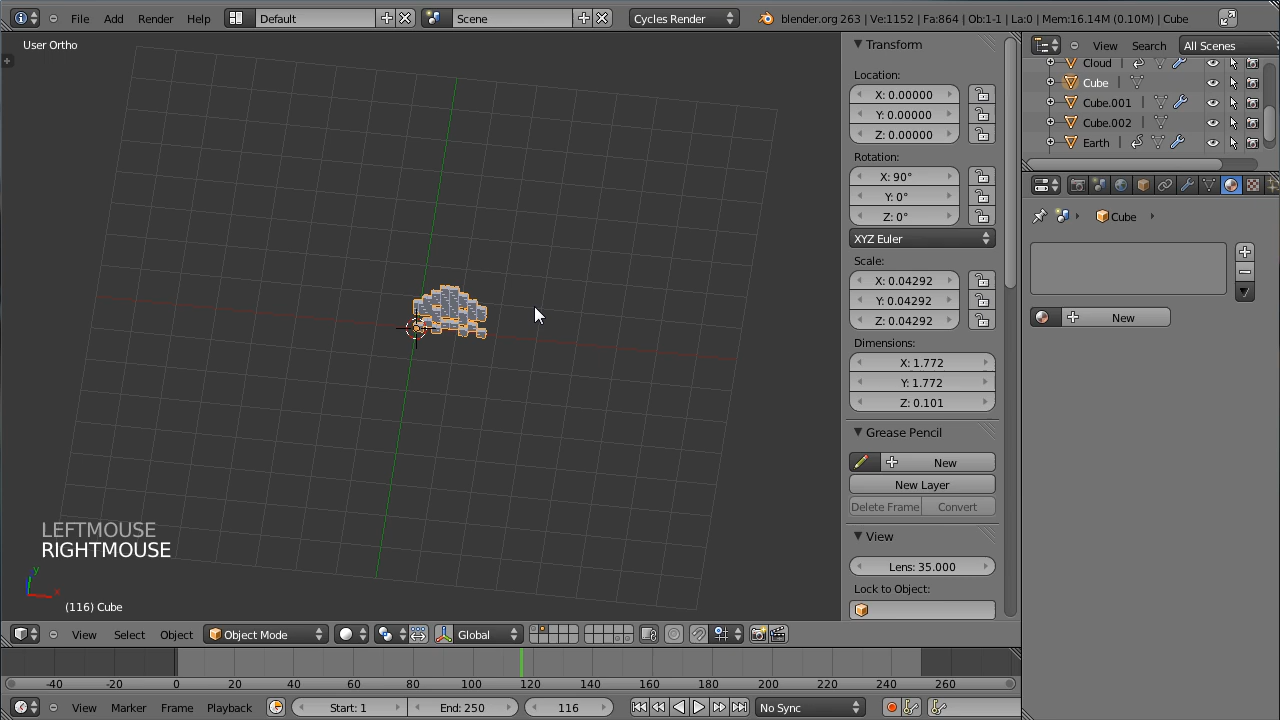 File Add Render Help Default Scene Cycles Render blender.org 263 | Ve:1152 | Fa:864 | Ob:1-1 | La:0 | Mem:16.14M (0.10M) | Cube
User Ortho
Transform
Location:
X: 0.00000
Y: 0.00000
Z: 0.00000
Rotation:
X: 90°
Y: 0°
Z: 0°
XYZ Euler
Scale:
X: 0.04292
Y: 0.04292
Z: 0.04292
Dimensions:
X: 1.772
Y: 1.772
Z: 0.101
Grease Pencil
New
New Layer
Delete Frame Convert
View
Lens: 35.000
Lock to Object:
View Search All Scenes
Cloud
Cube
Cube.001
Cube.002
Earth
Cube
New
LEFTMOUSE
RIGHTMOUSE
y
x
(116) Cube
View Select Object Object Mode Global
-40 -20 0 20 40 60 80 100 120 140 160 180 200 220 240 260
View Marker Frame Playback Start: 1 End: 250 116 No Sync